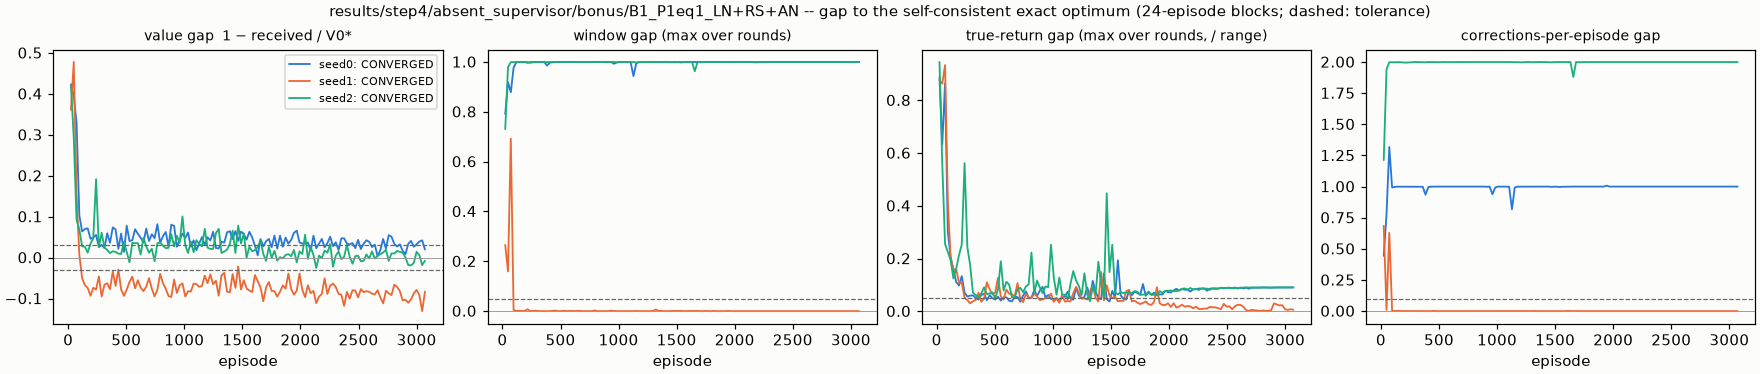 results/step4/absent_supervisor/bonus/B1_P1eq1_LN+RS+AN -- gap to the self-consistent exact optimum (24-episode blocks; dashed: tolerance)
value gap  1 − received / V0*
0.5
0.4
0.3
0.2
0.1
0.0
−0.1
seed0: CONVERGED
seed1: CONVERGED
seed2: CONVERGED
0 500 1000 1500 2000 2500 3000
episode
window gap (max over rounds)
1.0
0.8
0.6
0.4
0.2
0.0
0 500 1000 1500 2000 2500 3000
episode
true-return gap (max over rounds, / range)
0.8
0.6
0.4
0.2
0.0
0 500 1000 1500 2000 2500 3000
episode
corrections-per-episode gap
2.00
1.75
1.50
1.25
1.00
0.75
0.50
0.25
0.00
0 500 1000 1500 2000 2500 3000
episode